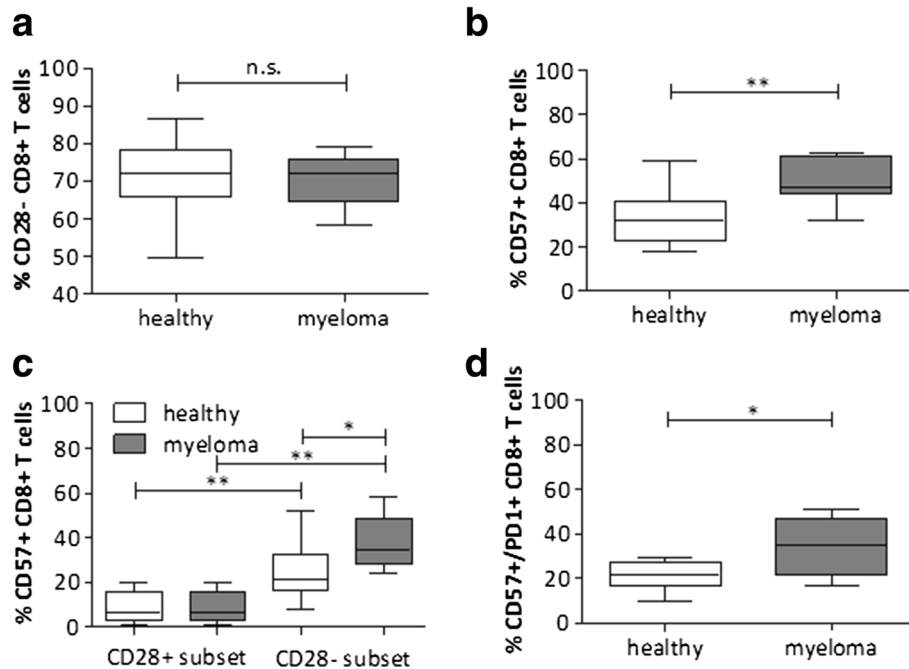 a
% CD28- CD8+ T cells
100
90
80
70
60
50
40
n.s.
healthy
myeloma
b
% CD57+ CD8+ T cells
100
80
60
40
20
0
**
healthy
myeloma
c
% CD57+ CD8+ T cells
100
80
60
40
20
0
healthy
myeloma
*
**
**
CD28+ subset
CD28- subset
d
% CD57+/PD1+ CD8+ T cells
100
80
60
40
20
0
*
healthy
myeloma